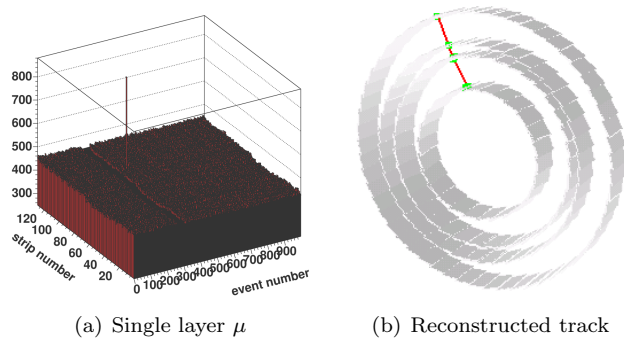 800
700
600
500
400
300
120
100
80
60
40
20
strip number
0 100 200 300 400 500 600 700 800 900
event number
(a) Single layer μ
(b) Reconstructed track